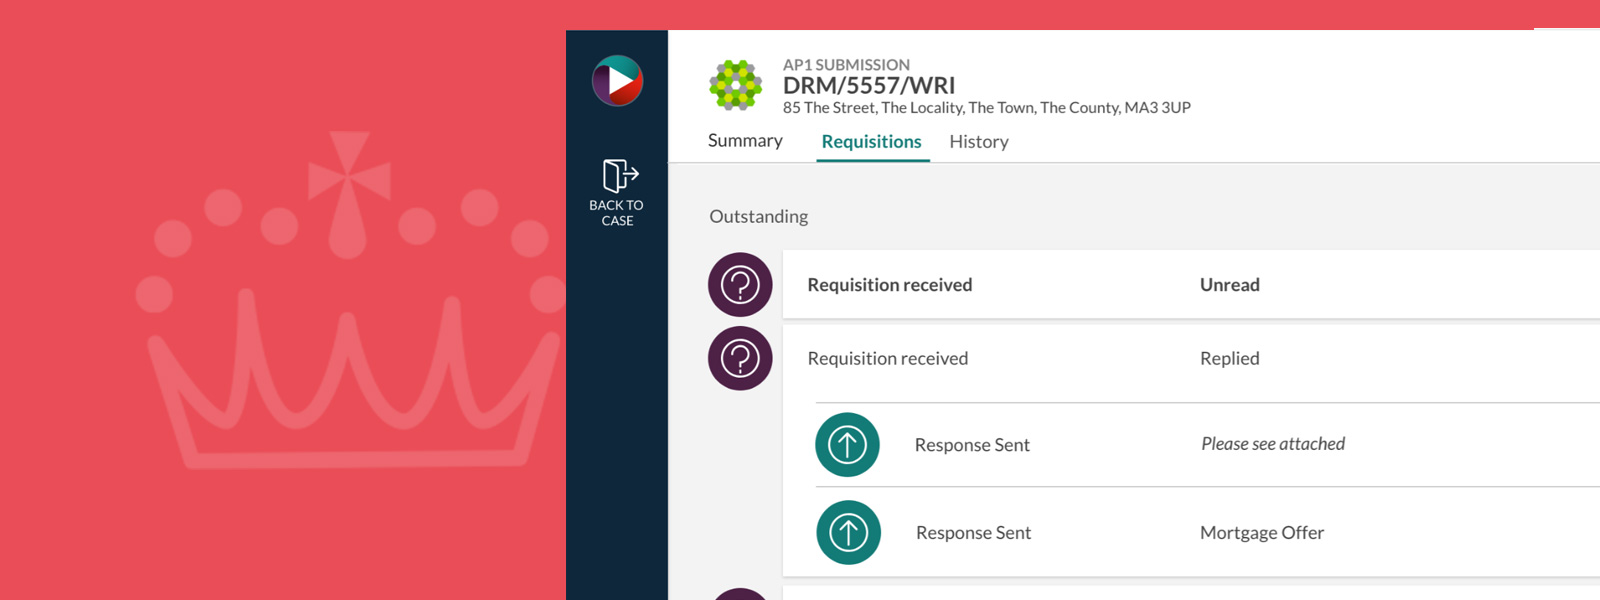 AP1 SUBMISSION
DRM/5557/WRI
85 The Street, The Locality, The Town, The County, MA3 3UP
Summary Requisitions History
BACK TO
CASE
Outstanding
Requisition received Unread
Requisition received Replied
Response Sent Please see attached
Response Sent Mortgage Offer